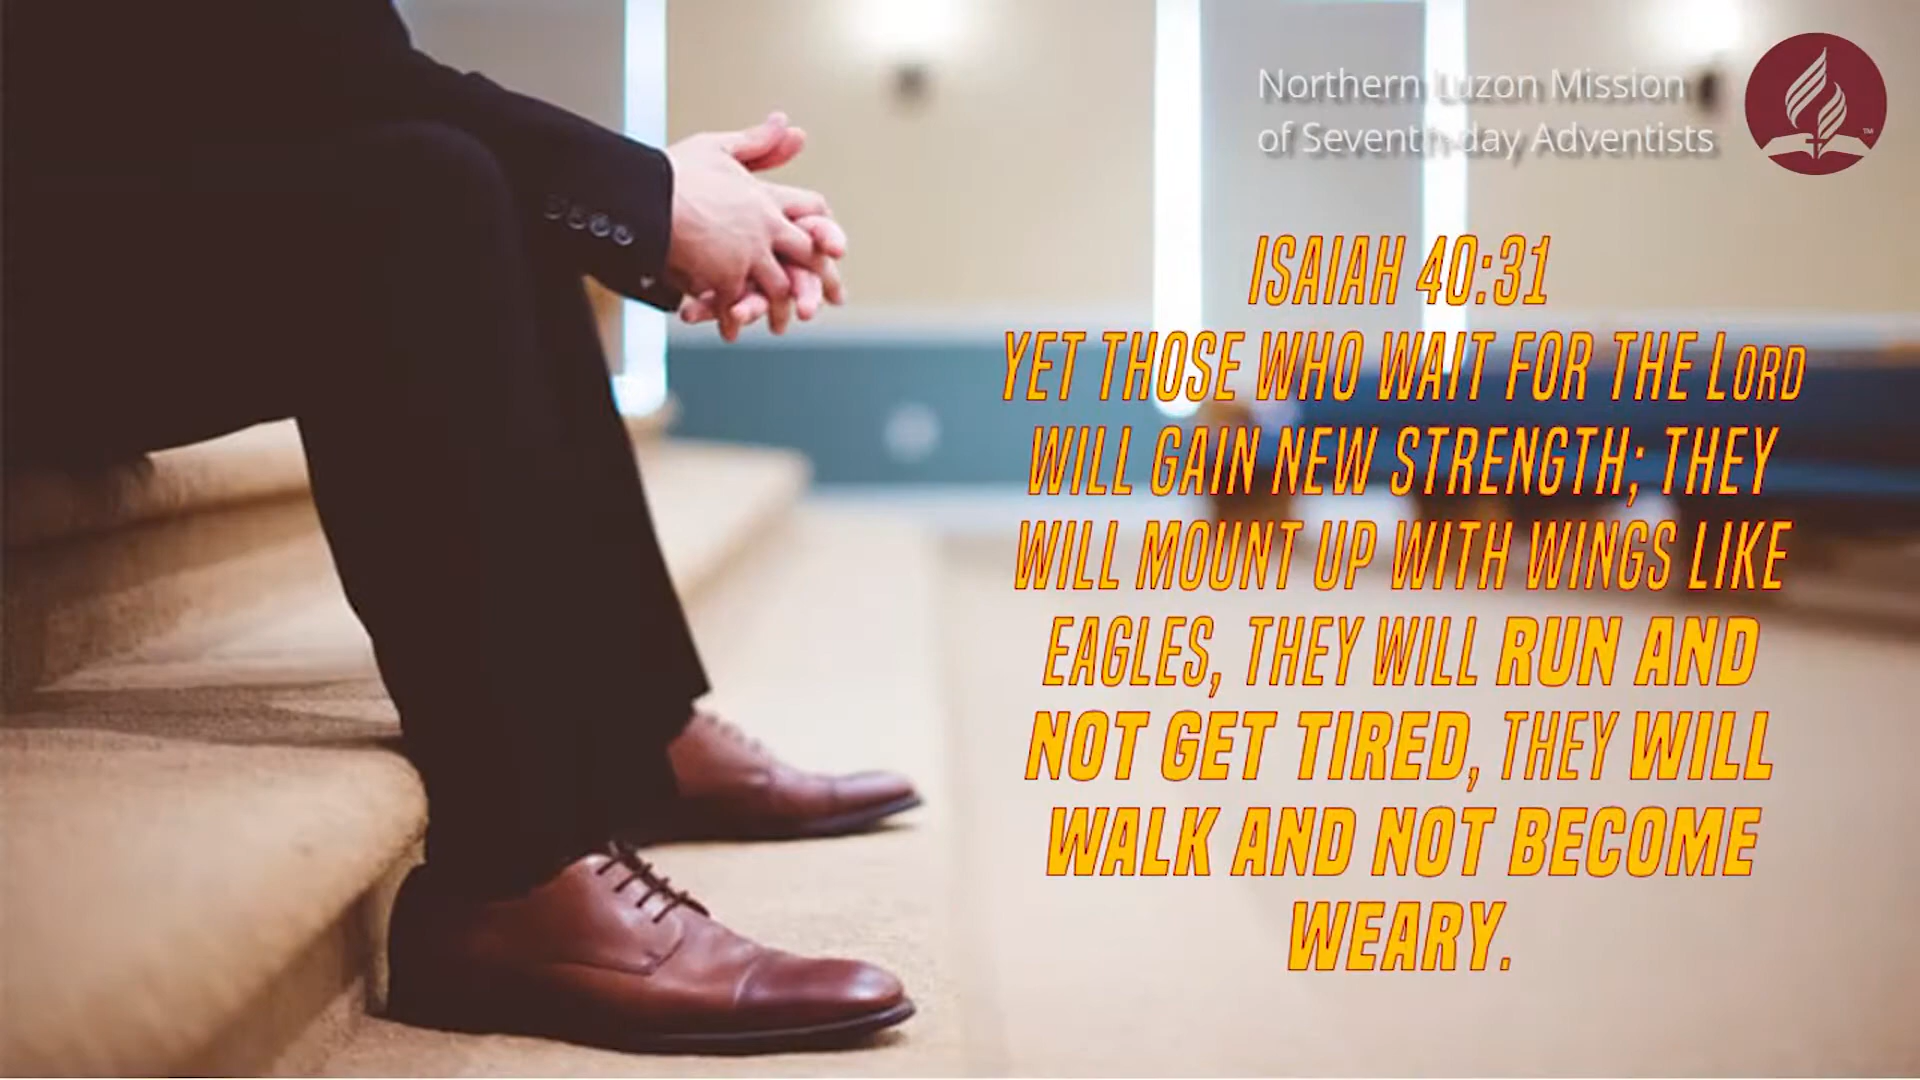 Northern Luzon Mission
of Seventh-day Adventists
ISAIAH 40:31
YET THOSE WHO WAIT FOR THE LORD
WILL GAIN NEW STRENGTH; THEY
WILL MOUNT UP WITH WINGS LIKE
EAGLES, THEY WILL RUN AND
NOT GET TIRED, THEY WILL
WALK AND NOT BECOME
WEARY.